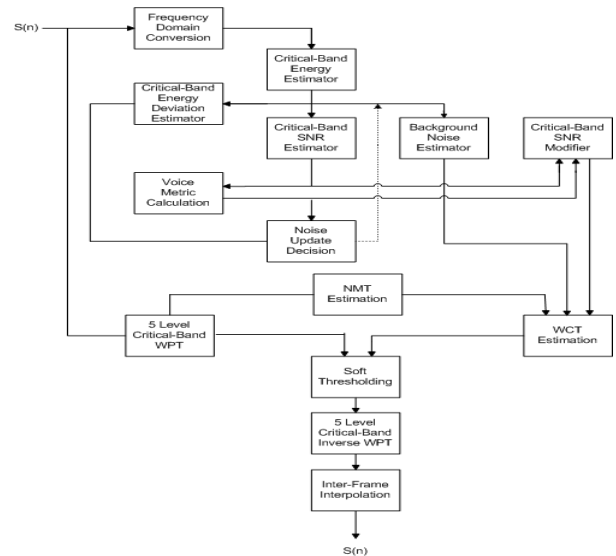 S(n)
Frequency
Domain
Conversion
Critical-Band
Energy
Estimator
Critical-Band
Energy
Deviation
Estimator
Critical-Band
SNR
Estimator
Background
Noise
Estimator
Critical-Band
SNR
Modifier
Voice
Metric
Calculation
Noise
Update
Decision
NMT
Estimation
5 Level
Critical-Band
WPT
WCT
Estimation
Soft
Thresholding
5 Level
Critical-Band
Inverse WPT
Inter-Frame
Interpolation
S(n)